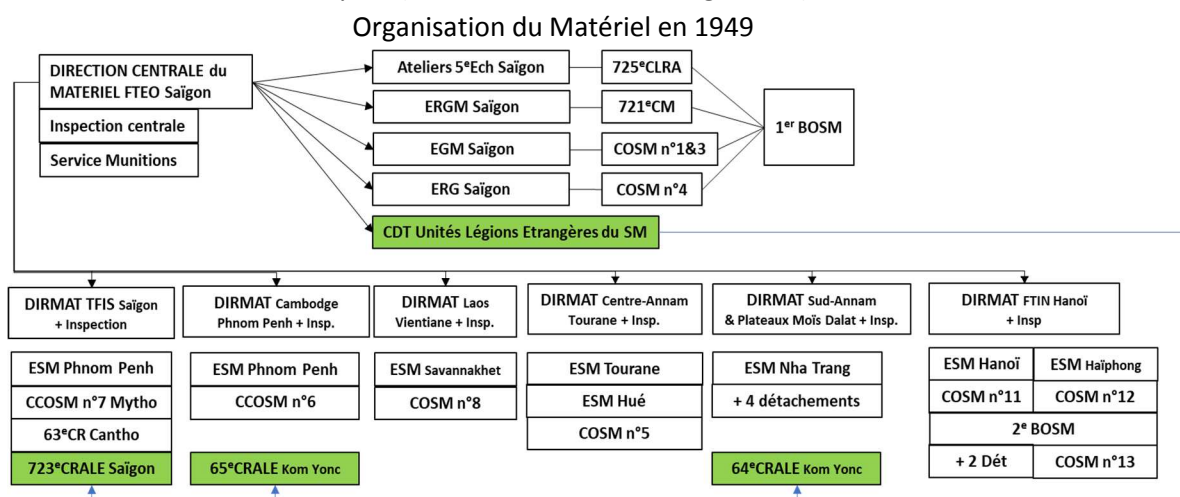 Organisation du Matériel en 1949
DIRECTION CENTRALE du
MATERIEL FTEO Saïgon
Inspection centrale
Service Munitions
Ateliers 5ᵉEch Saïgon
725ᵉCLRA
ERGM Saïgon
721ᵉCM
EGM Saïgon
COSM n°1&3
ERG Saïgon
COSM n°4
1ᵉʳ BOSM
CDT Unités Légions Etrangères du SM
DIRMAT TFIS Saïgon
+ Inspection
ESM Phnom Penh
CCOSM n°7 Mytho
63ᵉCR Cantho
723ᵉCRALE Saïgon
DIRMAT Cambodge
Phnom Penh + Insp.
ESM Phnom Penh
CCOSM n°6
65ᵉCRALE Kom Yonc
DIRMAT Laos
Vientiane + Insp.
ESM Savannakhet
COSM n°8
DIRMAT Centre-Annam
Tourane + Insp.
ESM Tourane
ESM Hué
COSM n°5
DIRMAT Sud-Annam
& Plateaux Moïs Dalat + Insp.
ESM Nha Trang
+ 4 détachements
64ᵉCRALE Kom Yonc
DIRMAT FTIN Hanoï
+ Insp
ESM Hanoï
ESM Haïphong
COSM n°11
COSM n°12
2ᵉ BOSM
+ 2 Dét
COSM n°13